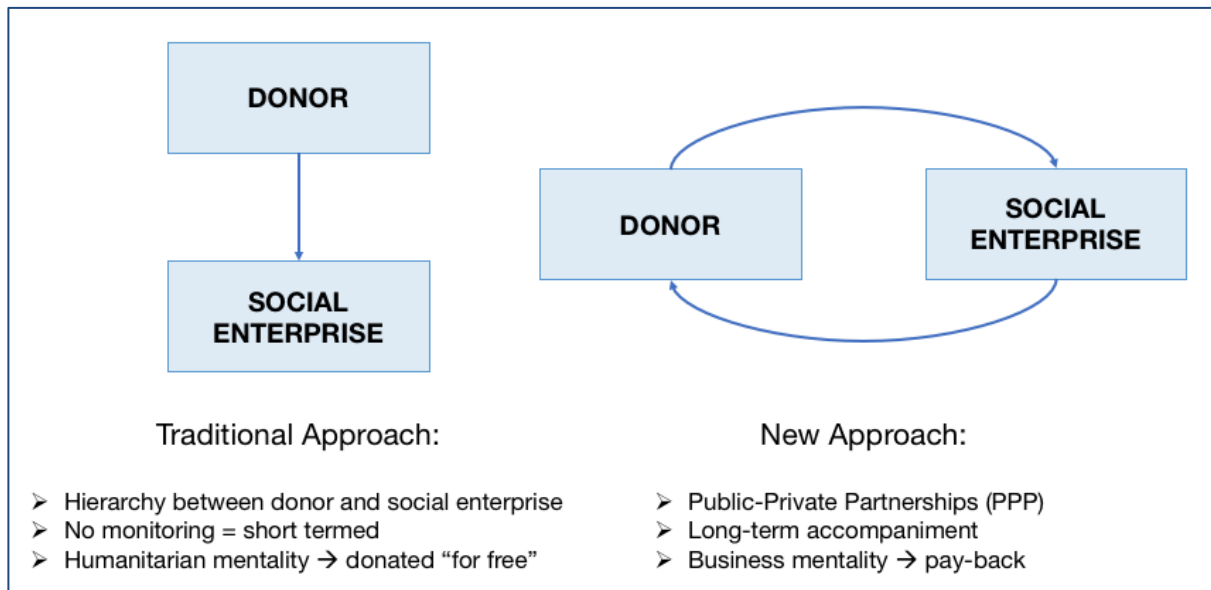 DONOR
SOCIAL
ENTERPRISE
Traditional Approach:
➢ Hierarchy between donor and social enterprise
➢ No monitoring = short termed
➢ Humanitarian mentality → donated “for free”
DONOR
SOCIAL
ENTERPRISE
New Approach:
➢ Public-Private Partnerships (PPP)
➢ Long-term accompaniment
➢ Business mentality → pay-back